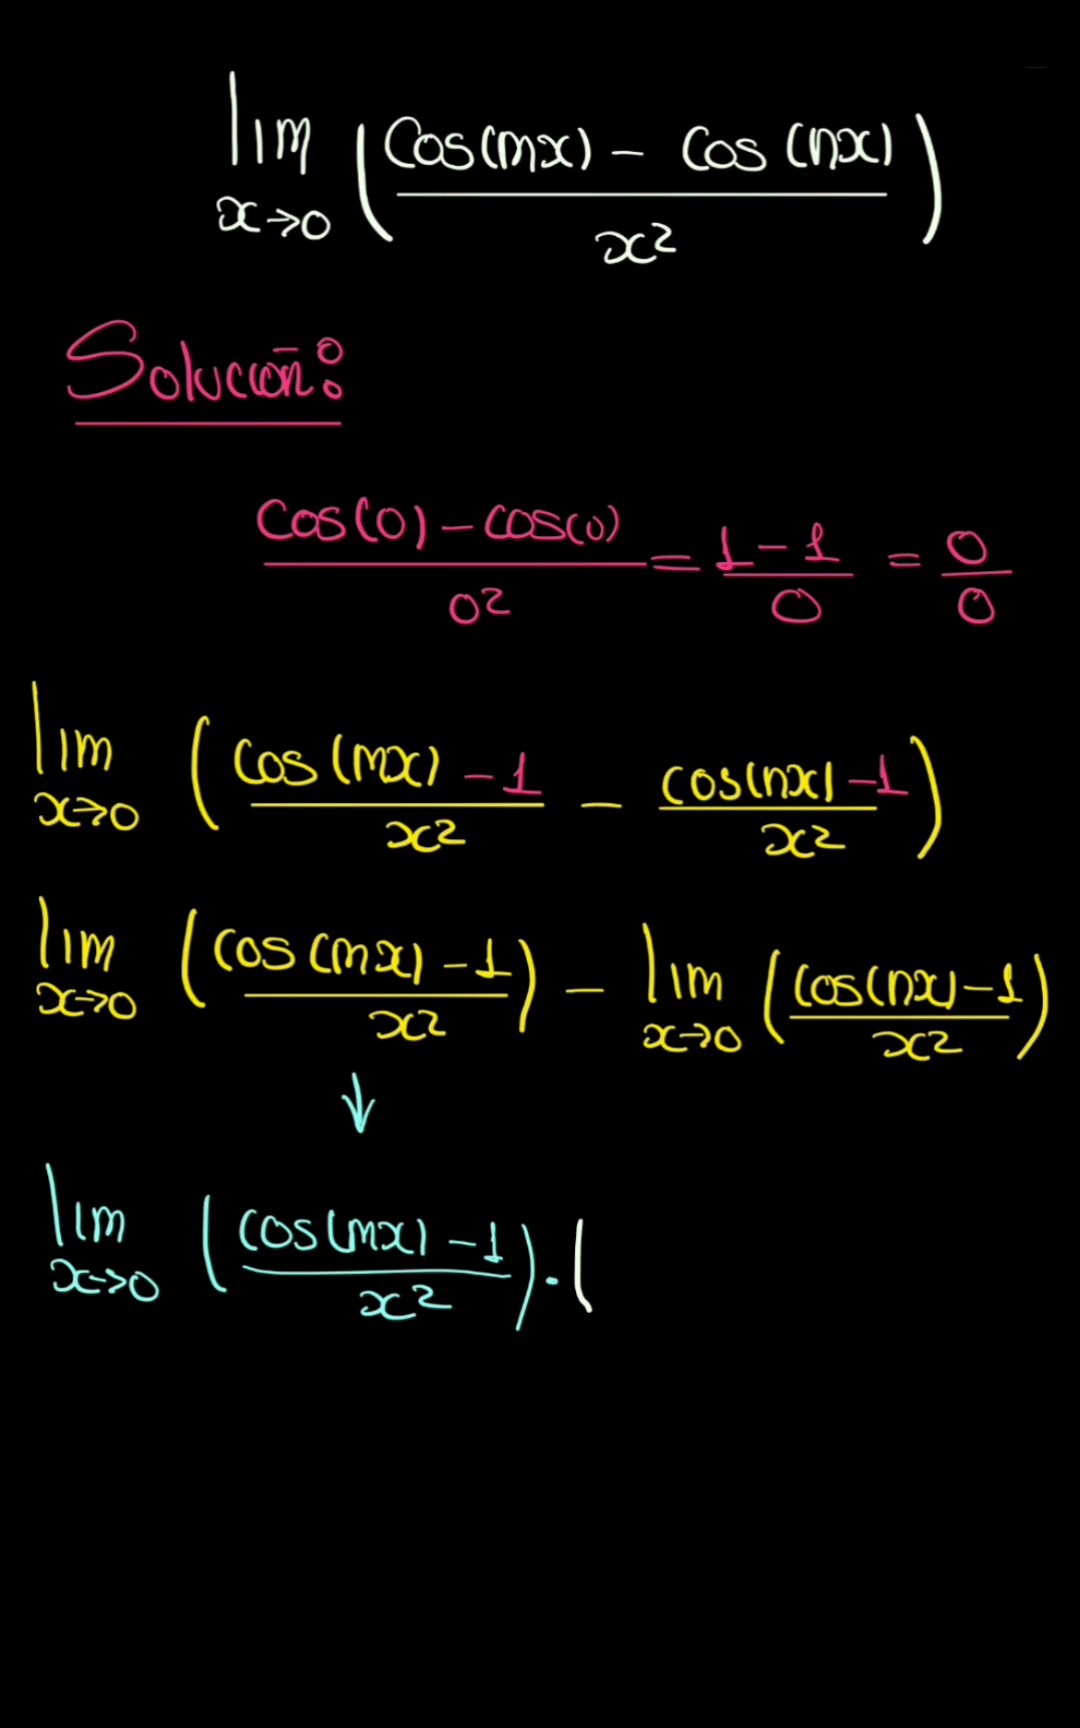 lim x→0 (cos(mx) - cos(nx) / x²)
Solución:
cos(0) - cos(0) / 0² = 1 - 1 / 0 = 0 / 0
lim x→0 (cos(mx) - 1 / x² - cos(nx) - 1 / x²)
lim x→0 (cos(mx) - 1 / x²) - lim x→0 (cos(nx) - 1 / x²)
↓
lim x→0 (cos(mx) - 1 / x²) · (